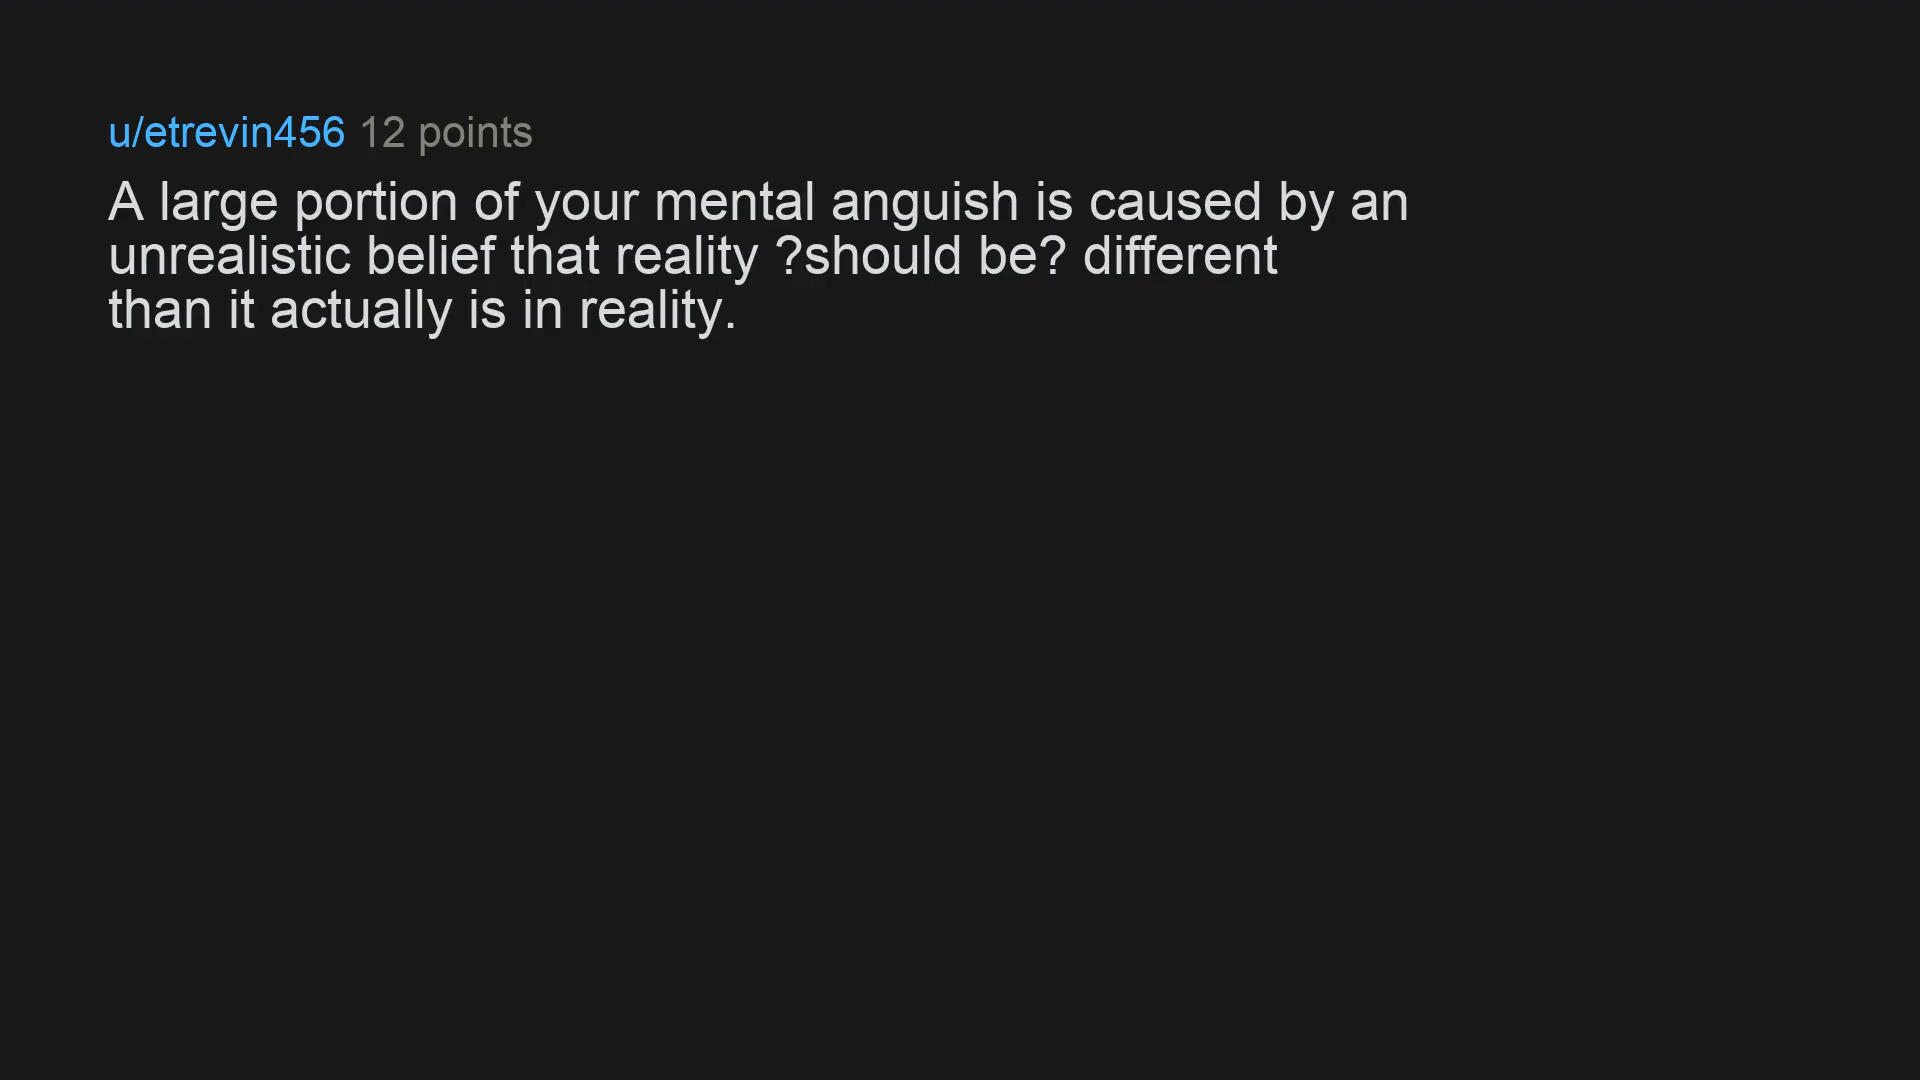 u/etrevin456 12 points
A large portion of your mental anguish is caused by an
unrealistic belief that reality ?should be? different
than it actually is in reality.